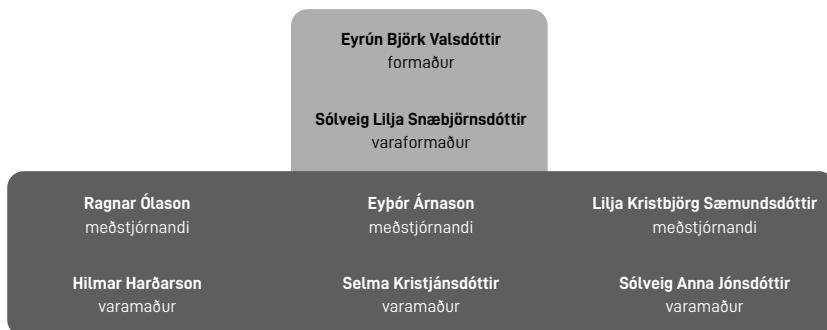 Eyrún Björk Valsdóttir
formaður
Sólveig Lilja Snæbjörnsdóttir
varaformaður
Ragnar Ólason
meðstjórnandi
Eyþór Árnason
meðstjórnandi
Lilja Kristbjörg Sæmundsdóttir
meðstjórnandi
Hilmar Harðarson
varamaður
Selma Kristjánsdóttir
varamaður
Sólveig Anna Jónsdóttir
varamaður